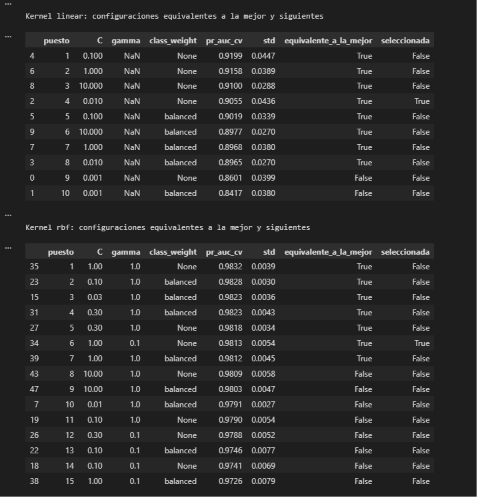 ...
Kernel linear: configuraciones equivalentes a la mejor y siguientes
...
puesto C gamma class_weight pr_auc_cv std equivalente_a_la_mejor seleccionada
4 1 0.100 NaN None 0.9199 0.0447 True False
6 2 1.000 NaN None 0.9158 0.0389 True False
8 3 10.000 NaN None 0.9100 0.0288 True False
2 4 0.010 NaN None 0.9055 0.0436 True True
5 5 0.100 NaN balanced 0.9019 0.0339 True False
9 6 10.000 NaN balanced 0.8977 0.0270 True False
7 7 1.000 NaN balanced 0.8968 0.0380 True False
3 8 0.010 NaN balanced 0.8965 0.0270 True False
0 9 0.001 NaN None 0.8601 0.0399 False False
1 10 0.001 NaN balanced 0.8417 0.0380 False False
...
Kernel rbf: configuraciones equivalentes a la mejor y siguientes
...
puesto C gamma class_weight pr_auc_cv std equivalente_a_la_mejor seleccionada
35 1 1.00 1.0 None 0.9832 0.0039 True False
23 2 0.10 1.0 balanced 0.9828 0.0030 True False
15 3 0.03 1.0 balanced 0.9823 0.0036 True False
31 4 0.30 1.0 balanced 0.9823 0.0043 True False
27 5 0.30 1.0 None 0.9818 0.0034 True False
34 6 1.00 0.1 None 0.9813 0.0054 True True
39 7 1.00 1.0 balanced 0.9812 0.0045 True False
43 8 10.00 1.0 None 0.9809 0.0058 False False
47 9 10.00 1.0 balanced 0.9803 0.0047 False False
7 10 0.01 1.0 balanced 0.9791 0.0027 False False
19 11 0.10 1.0 None 0.9790 0.0054 False False
26 12 0.30 0.1 None 0.9788 0.0052 False False
22 13 0.10 0.1 balanced 0.9746 0.0077 False False
18 14 0.10 0.1 None 0.9741 0.0069 False False
38 15 1.00 0.1 balanced 0.9726 0.0079 False False